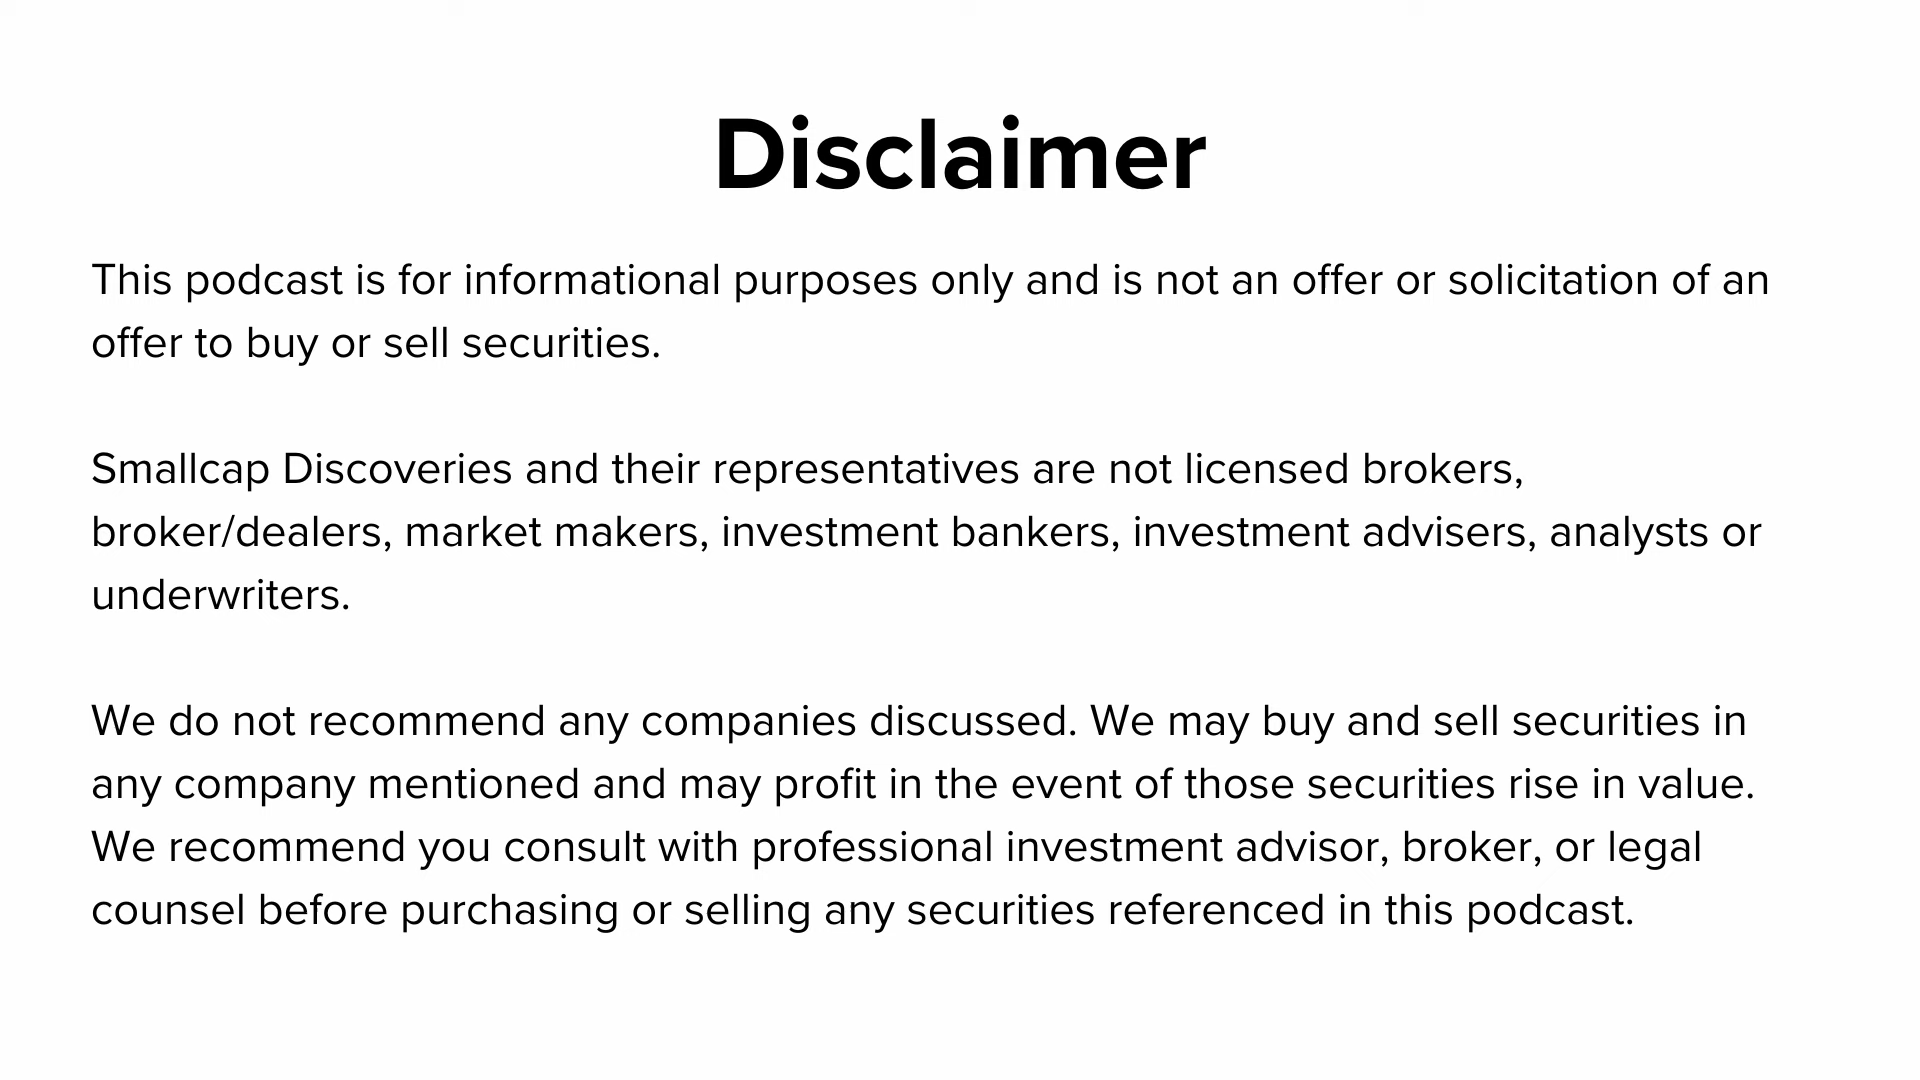 Disclaimer
This podcast is for informational purposes only and is not an offer or solicitation of an
offer to buy or sell securities.
Smallcap Discoveries and their representatives are not licensed brokers,
broker/dealers, market makers, investment bankers, investment advisers, analysts or
underwriters.
We do not recommend any companies discussed. We may buy and sell securities in
any company mentioned and may profit in the event of those securities rise in value.
We recommend you consult with professional investment advisor, broker, or legal
counsel before purchasing or selling any securities referenced in this podcast.